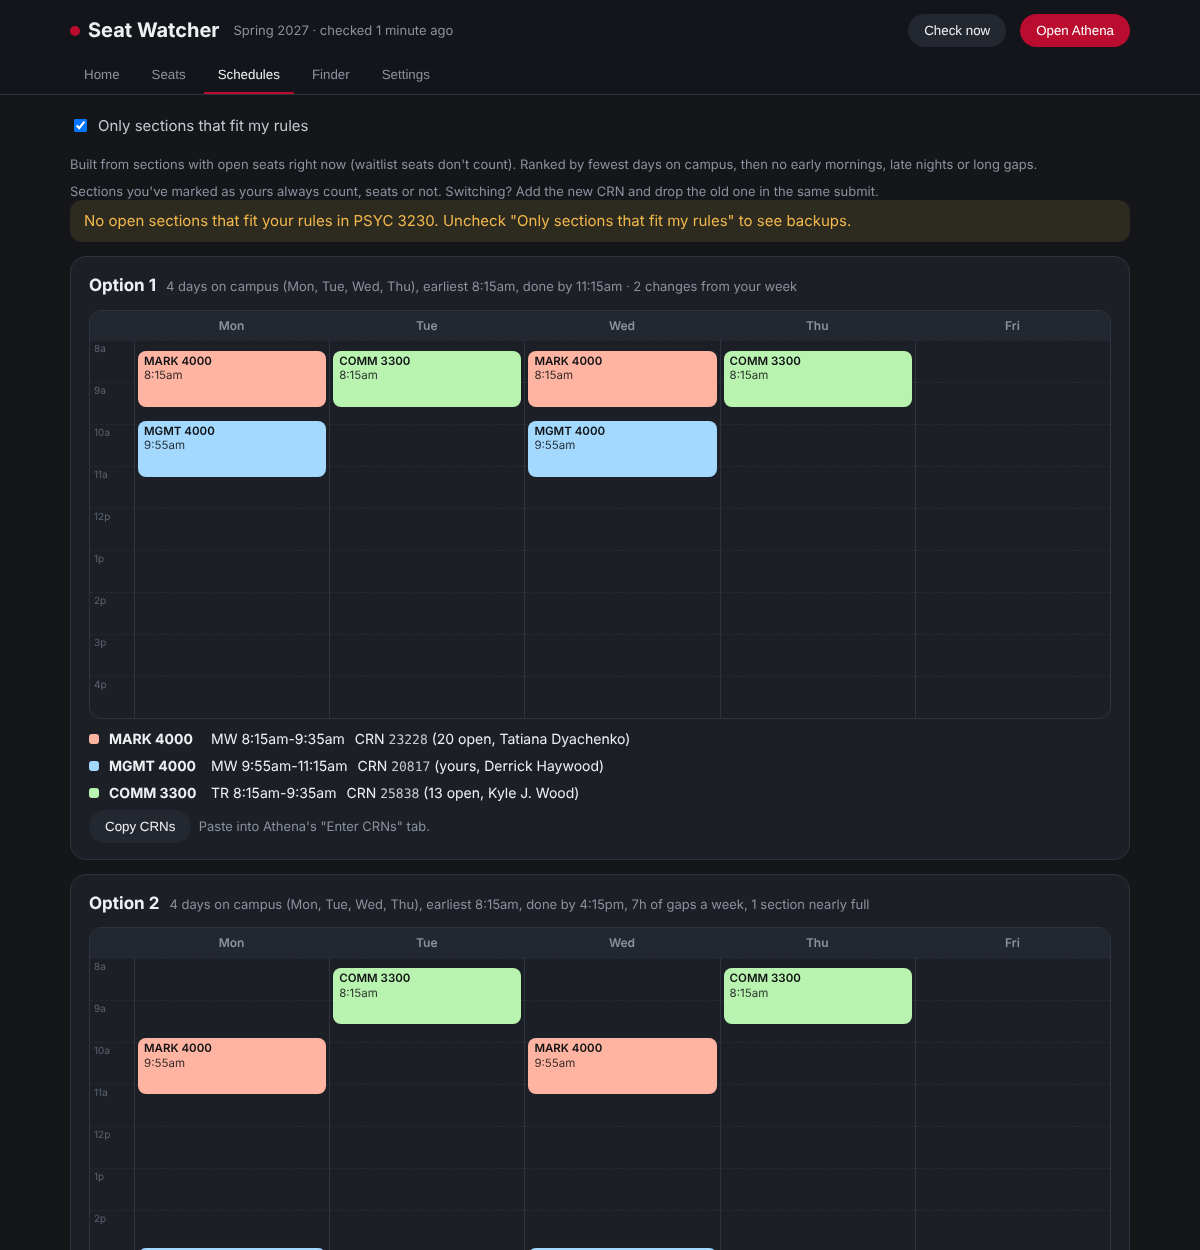 Seat Watcher Spring 2027 · checked 1 minute ago Check now Open Athena
Home Seats Schedules Finder Settings
Only sections that fit my rules
Built from sections with open seats right now (waitlist seats don't count). Ranked by fewest days on campus, then no early mornings, late nights or long gaps.
Sections you've marked as yours always count, seats or not. Switching? Add the new CRN and drop the old one in the same submit.
No open sections that fit your rules in PSYC 3230. Uncheck "Only sections that fit my rules" to see backups.
Option 1 4 days on campus (Mon, Tue, Wed, Thu), earliest 8:15am, done by 11:15am · 2 changes from your week
Mon Tue Wed Thu Fri
8a
MARK 4000 COMM 3300 MARK 4000 COMM 3300
8:15am 8:15am 8:15am 8:15am
9a
10a
MGMT 4000 MGMT 4000
9:55am 9:55am
11a
12p
1p
2p
3p
4p
MARK 4000 MW 8:15am-9:35am CRN 23228 (20 open, Tatiana Dyachenko)
MGMT 4000 MW 9:55am-11:15am CRN 20817 (yours, Derrick Haywood)
COMM 3300 TR 8:15am-9:35am CRN 25838 (13 open, Kyle J. Wood)
Copy CRNs Paste into Athena's "Enter CRNs" tab.
Option 2 4 days on campus (Mon, Tue, Wed, Thu), earliest 8:15am, done by 4:15pm, 7h of gaps a week, 1 section nearly full
Mon Tue Wed Thu Fri
8a
COMM 3300 COMM 3300
8:15am 8:15am
9a
10a
MARK 4000 MARK 4000
9:55am 9:55am
11a
12p
1p
2p